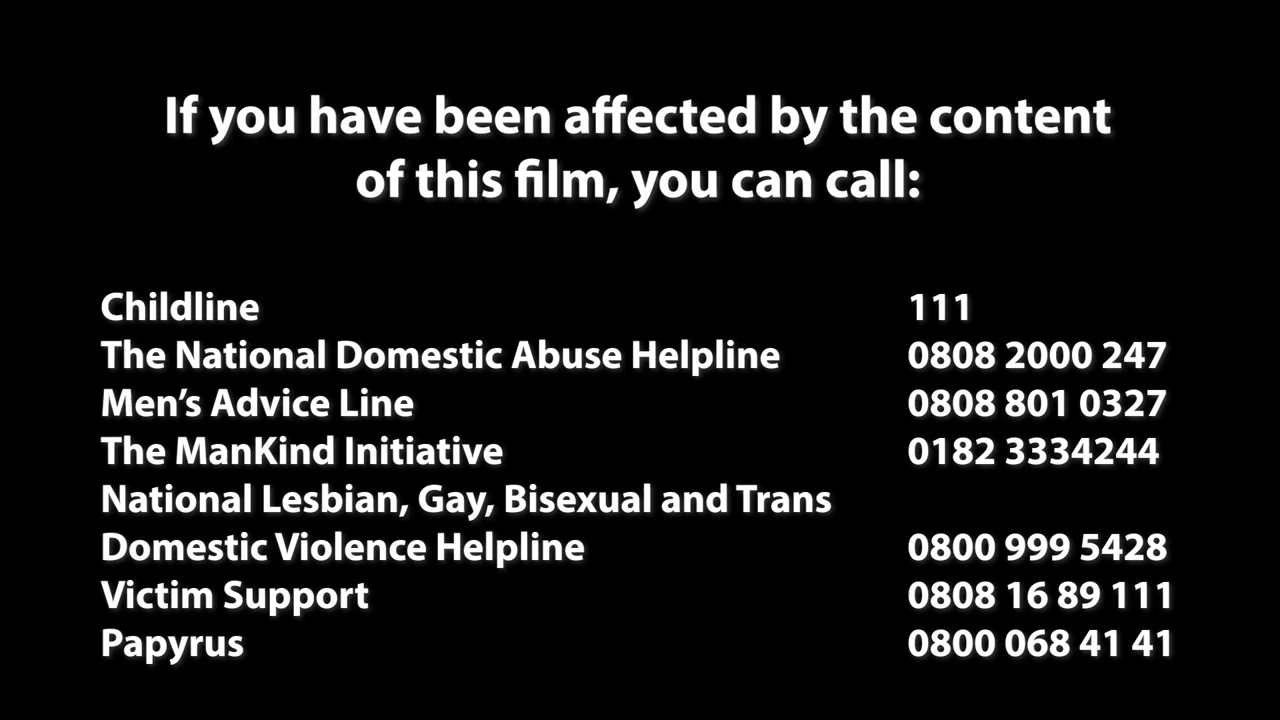 If you have been affected by the content
of this film, you can call:
Childline 111
The National Domestic Abuse Helpline 0808 2000 247
Men's Advice Line 0808 801 0327
The ManKind Initiative 0182 3334244
National Lesbian, Gay, Bisexual and Trans
Domestic Violence Helpline 0800 999 5428
Victim Support 0808 16 89 111
Papyrus 0800 068 41 41